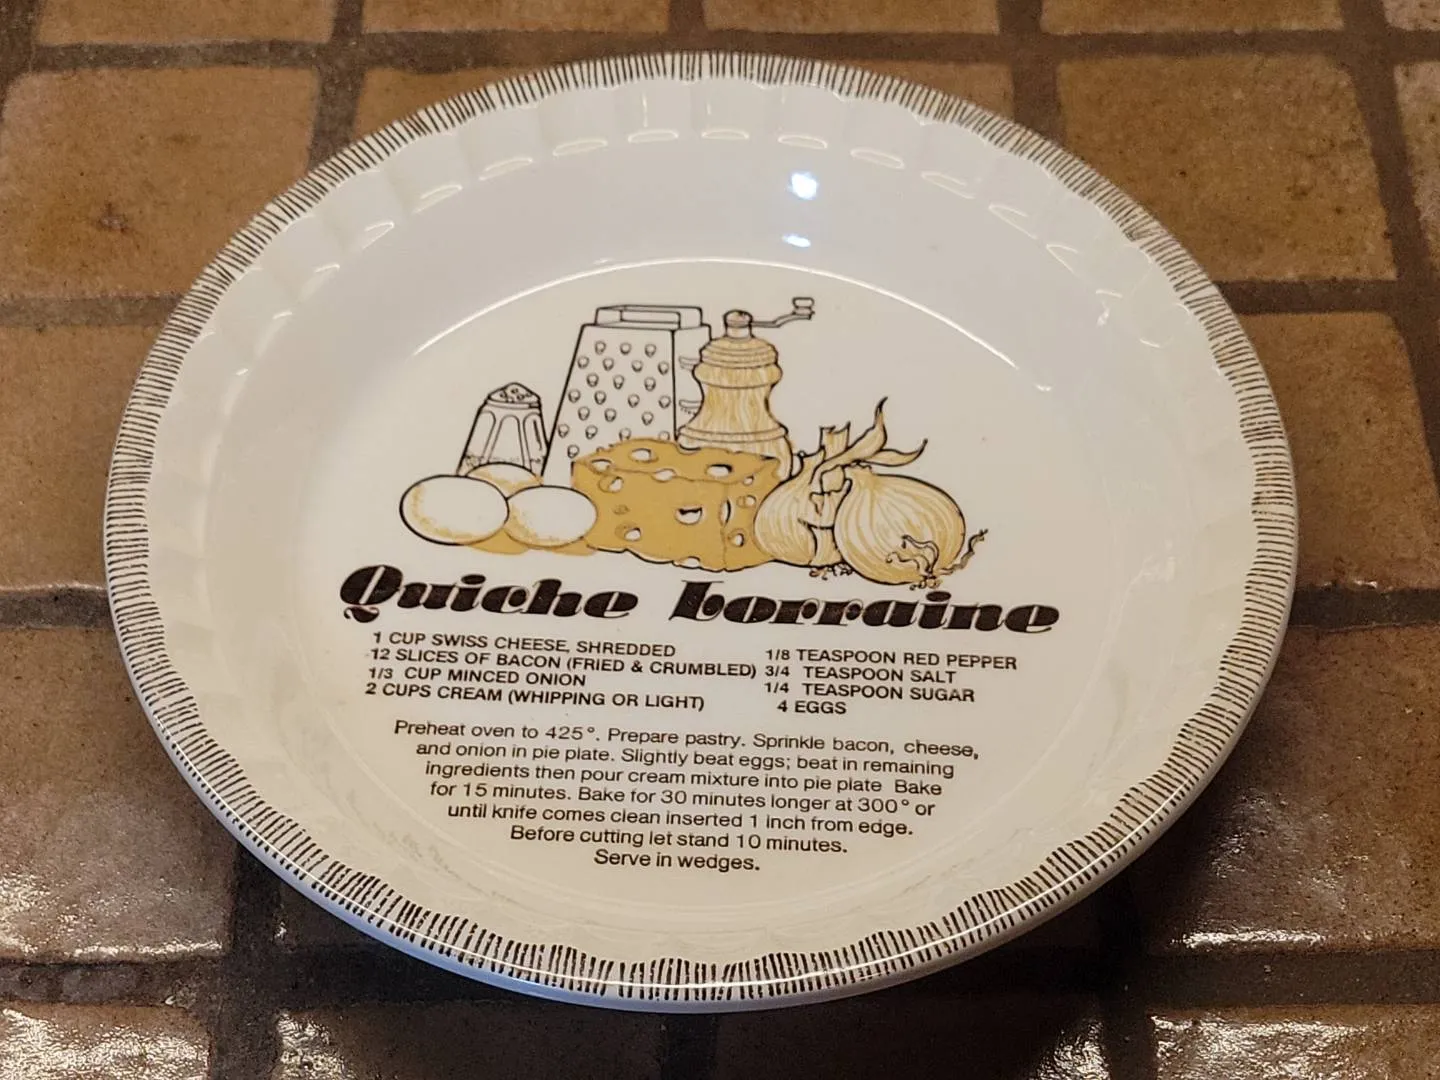 Quiche Lorraine
1 CUP SWISS CHEESE, SHREDDED
12 SLICES OF BACON (FRIED & CRUMBLED)
1/3 CUP MINCED ONION
2 CUPS CREAM (WHIPPING OR LIGHT)
1/8 TEASPOON RED PEPPER
3/4 TEASPOON SALT
1/4 TEASPOON SUGAR
4 EGGS
Preheat oven to 425°. Prepare pastry. Sprinkle bacon, cheese,
and onion in pie plate. Slightly beat eggs; beat in remaining
ingredients then pour cream mixture into pie plate Bake
for 15 minutes. Bake for 30 minutes longer at 300° or
until knife comes clean inserted 1 inch from edge.
Before cutting let stand 10 minutes.
Serve in wedges.